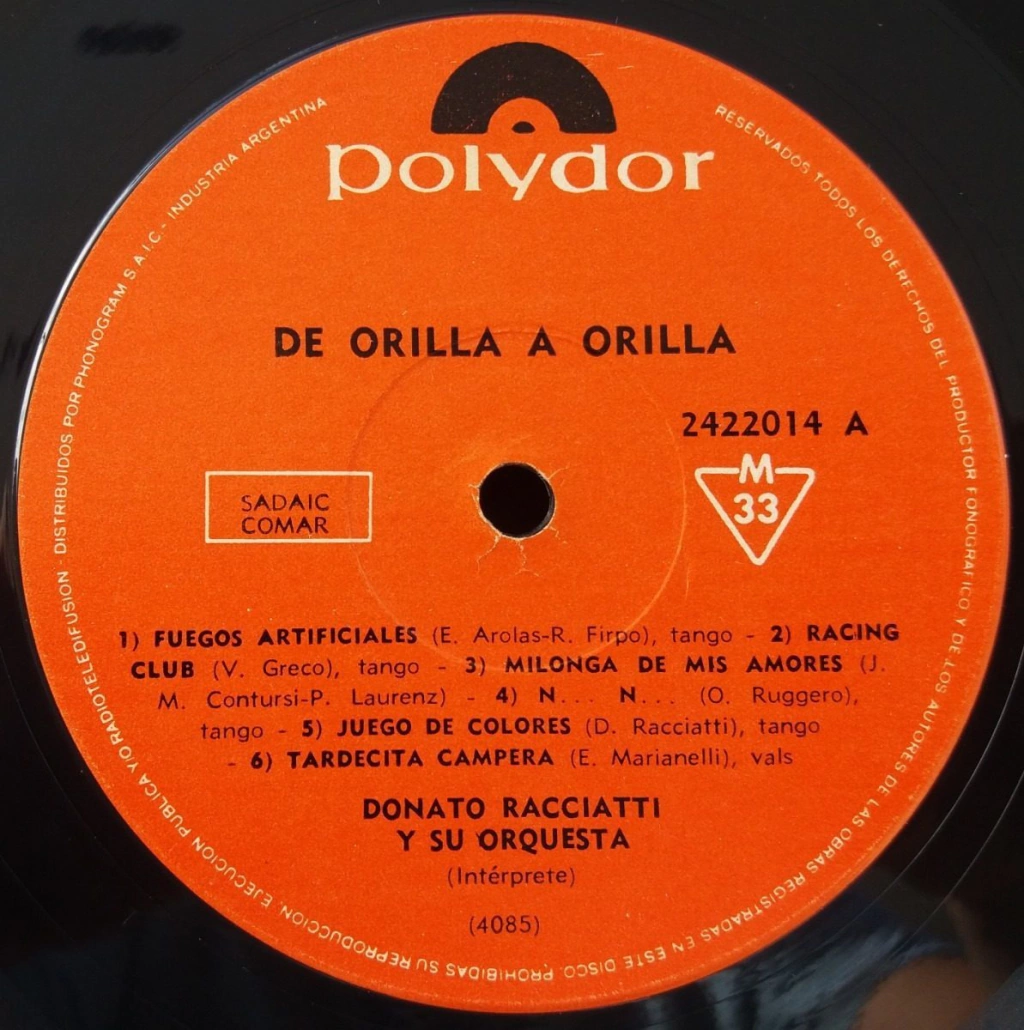 polydor
DE ORILLA A ORILLA
2422014 A
SADAIC
COMAR
M
33
1) FUEGOS ARTIFICIALES (E. Arolas-R. Firpo), tango - 2) RACING
CLUB (V. Greco), tango - 3) MILONGA DE MIS AMORES (J.
M. Contursi-P. Laurenz) - 4) N... N... (O. Ruggero),
tango - 5) JUEGO DE COLORES (D. Racciatti), tango
- 6) TARDECITA CAMPERA (E. Marianelli), vals
DONATO RACCIATTI
Y SU ORQUESTA
(Intérprete)
(4085)
RESERVADOS TODOS LOS DERECHOS DEL PRODUCTOR FONOGRAFICO Y DE LOS AUTORES DE LAS OBRAS REGISTRADAS EN ESTE DISCO. PROHIBIDAS SU REPRODUCCION, EJECUCION PUBLICA Y/O RADIOTELEDIFUSION - DISTRIBUIDOS POR PHONOGRAM S.A.I.C. - INDUSTRIA ARGENTINA